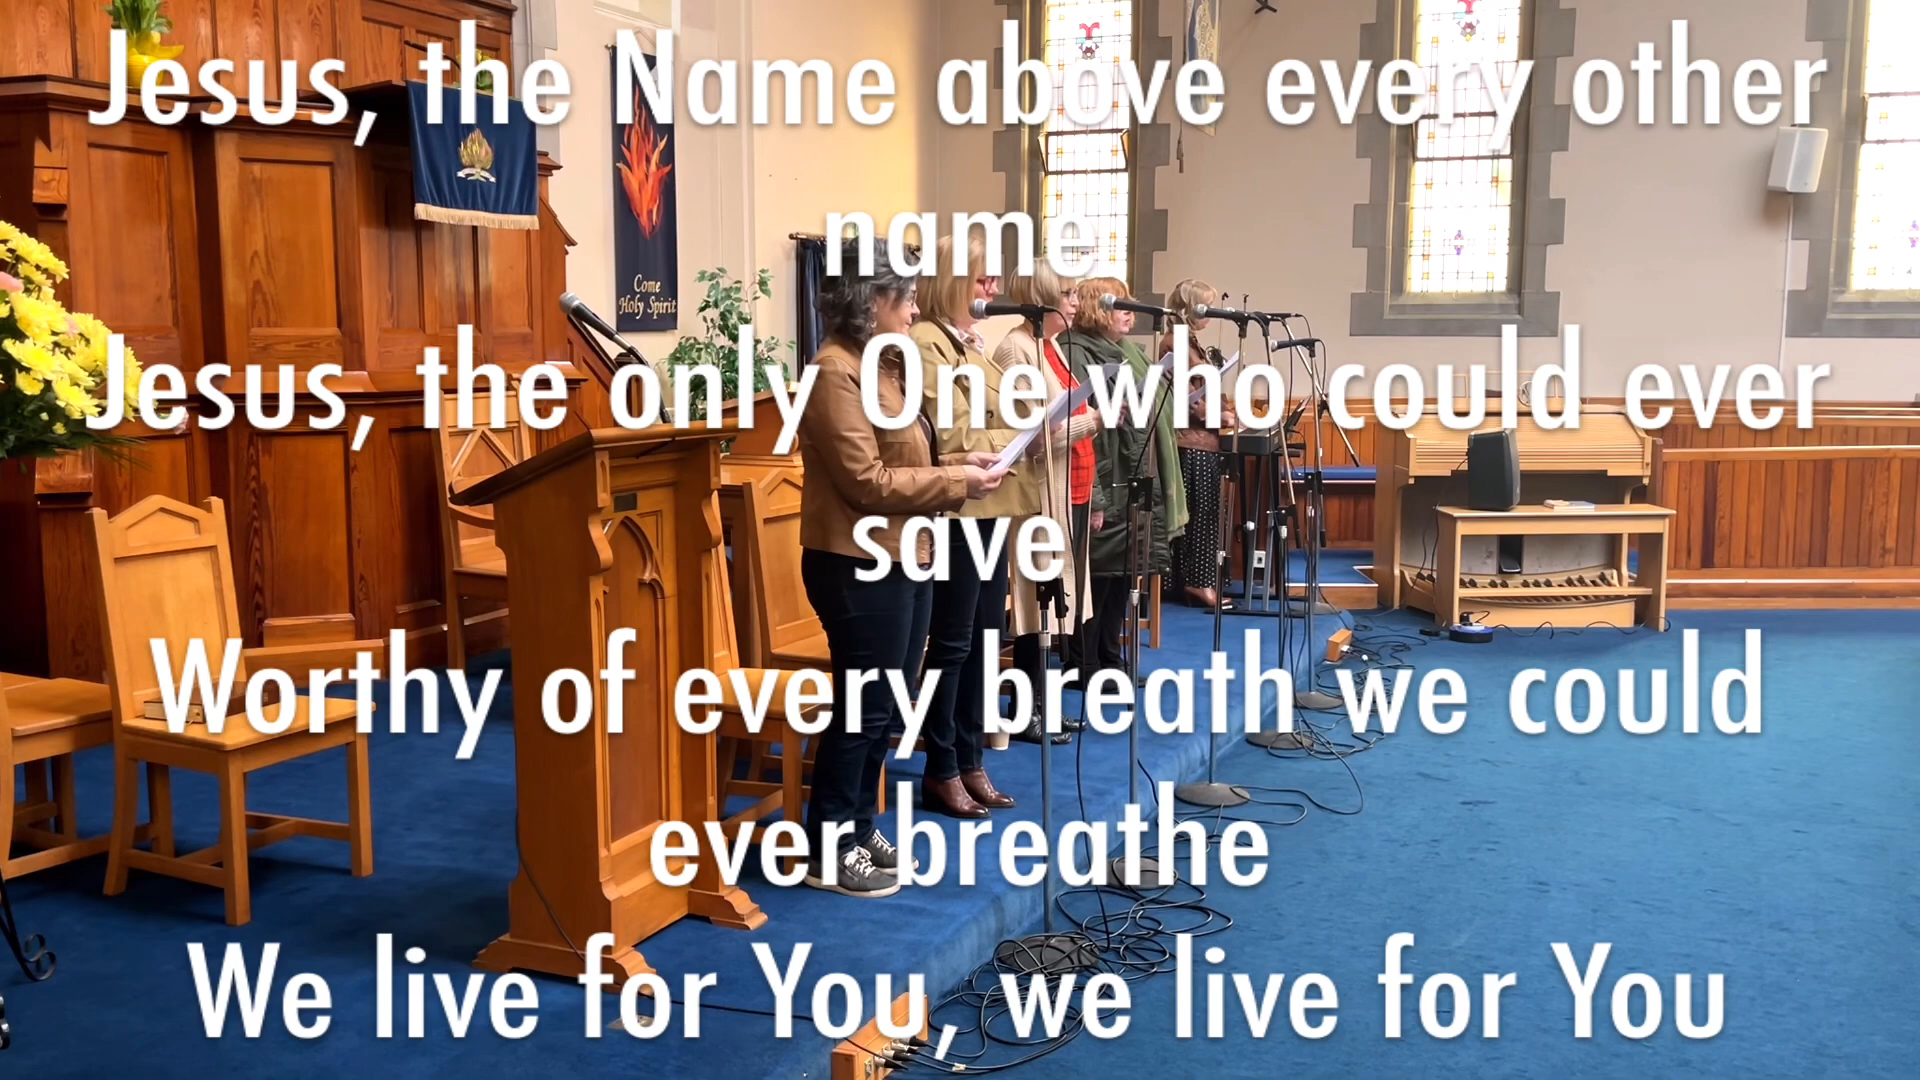 Jesus, the Name above every other
name
Jesus, the only One who could ever
save
Worthy of every breath we could
ever breathe
We live for You, we live for You
Come
Holy Spirit